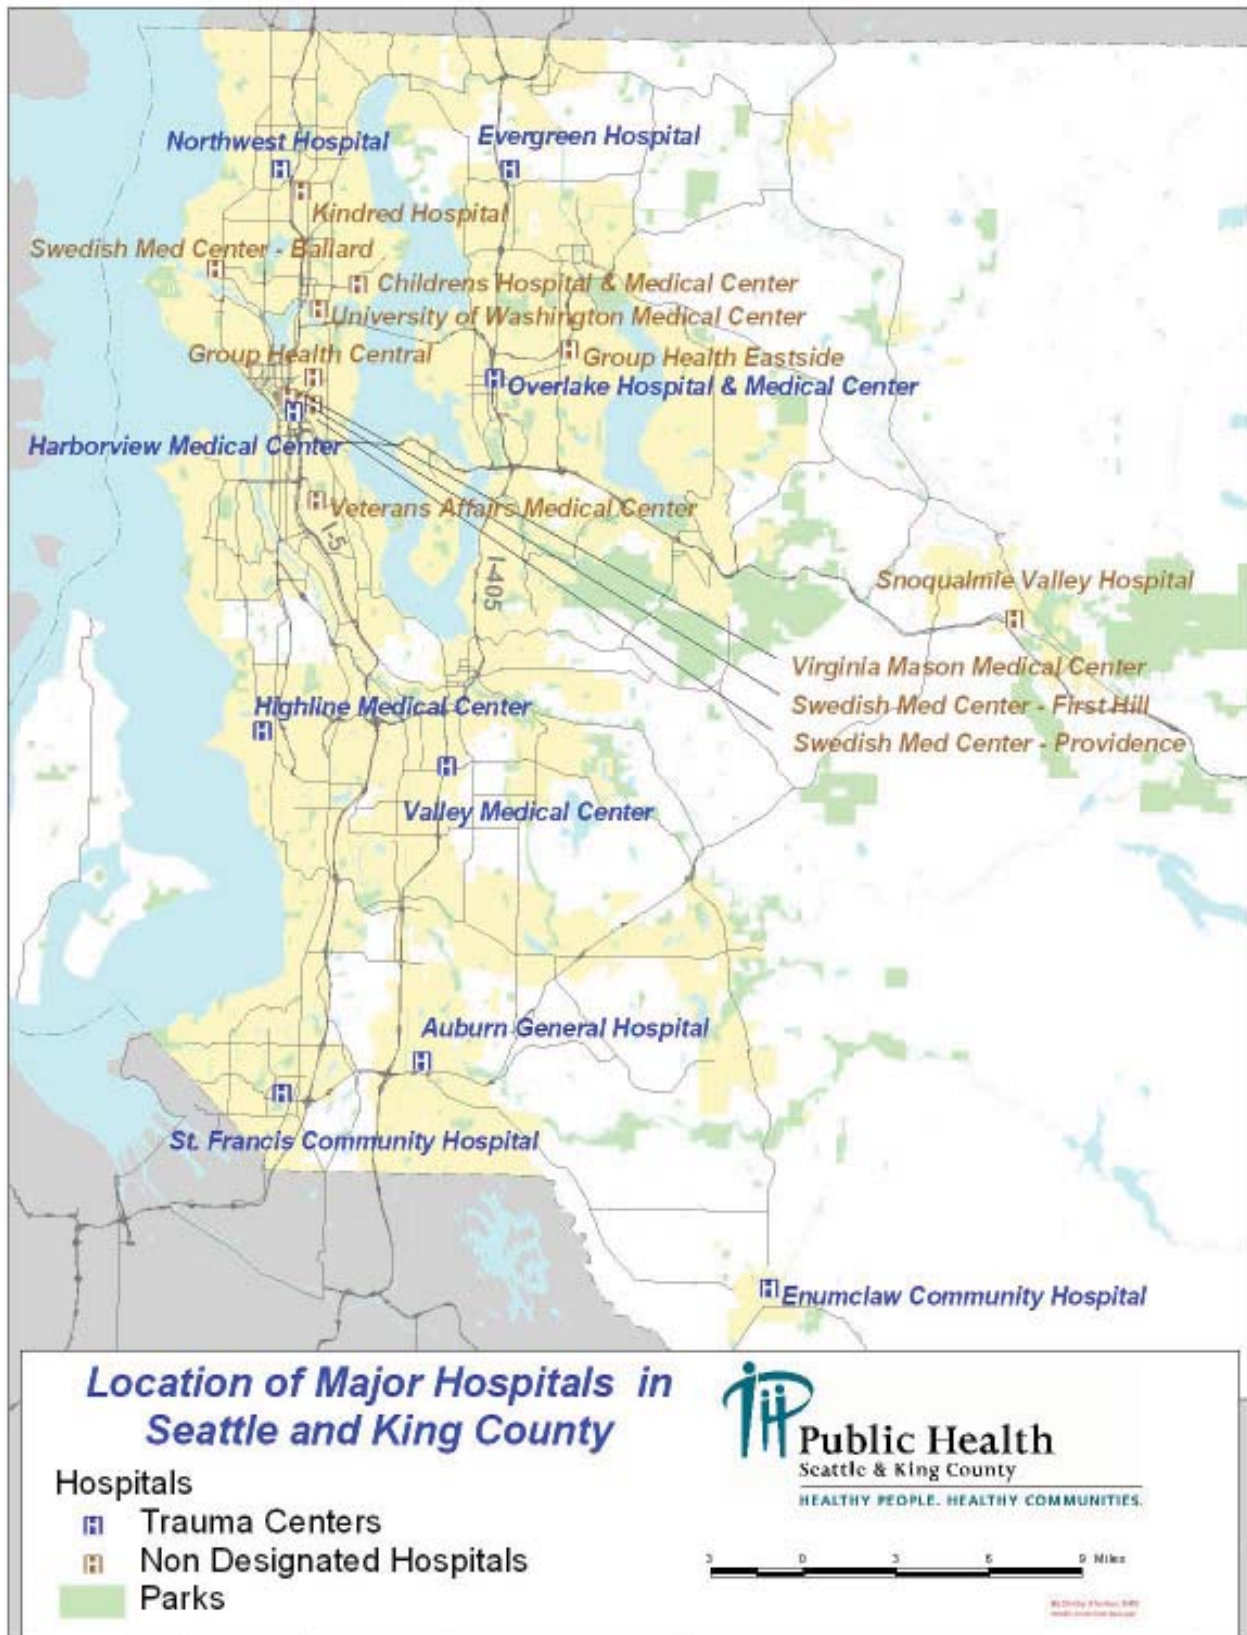 Northwest Hospital
Evergreen Hospital
Kindred Hospital
Swedish Med Center - Ballard
Childrens Hospital & Medical Center
University of Washington Medical Center
Group Health Central
Group Health Eastside
Overlake Hospital & Medical Center
Harborview Medical Center
Veterans Affairs Medical Center
I-5
I-405
Snoqualmie Valley Hospital
Virginia Mason Medical Center
Swedish Med Center - First Hill
Swedish Med Center - Providence
Highline Medical Center
Valley Medical Center
Auburn General Hospital
St. Francis Community Hospital
Enumclaw Community Hospital
Location of Major Hospitals in
Seattle and King County
Hospitals
H Trauma Centers
H Non Designated Hospitals
Parks
Public Health
Seattle & King County
HEALTHY PEOPLE. HEALTHY COMMUNITIES.
3 0 3 6 9 Miles